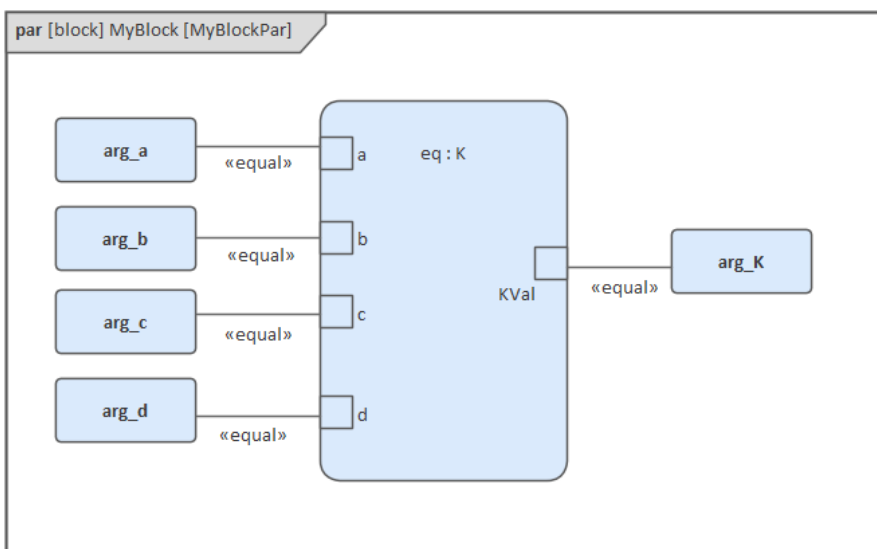 par [block] MyBlock [MyBlockPar]
arg_a
«equal»
a
eq : K
arg_b
«equal»
b
arg_c
«equal»
c
arg_d
«equal»
d
KVal
«equal»
arg_K